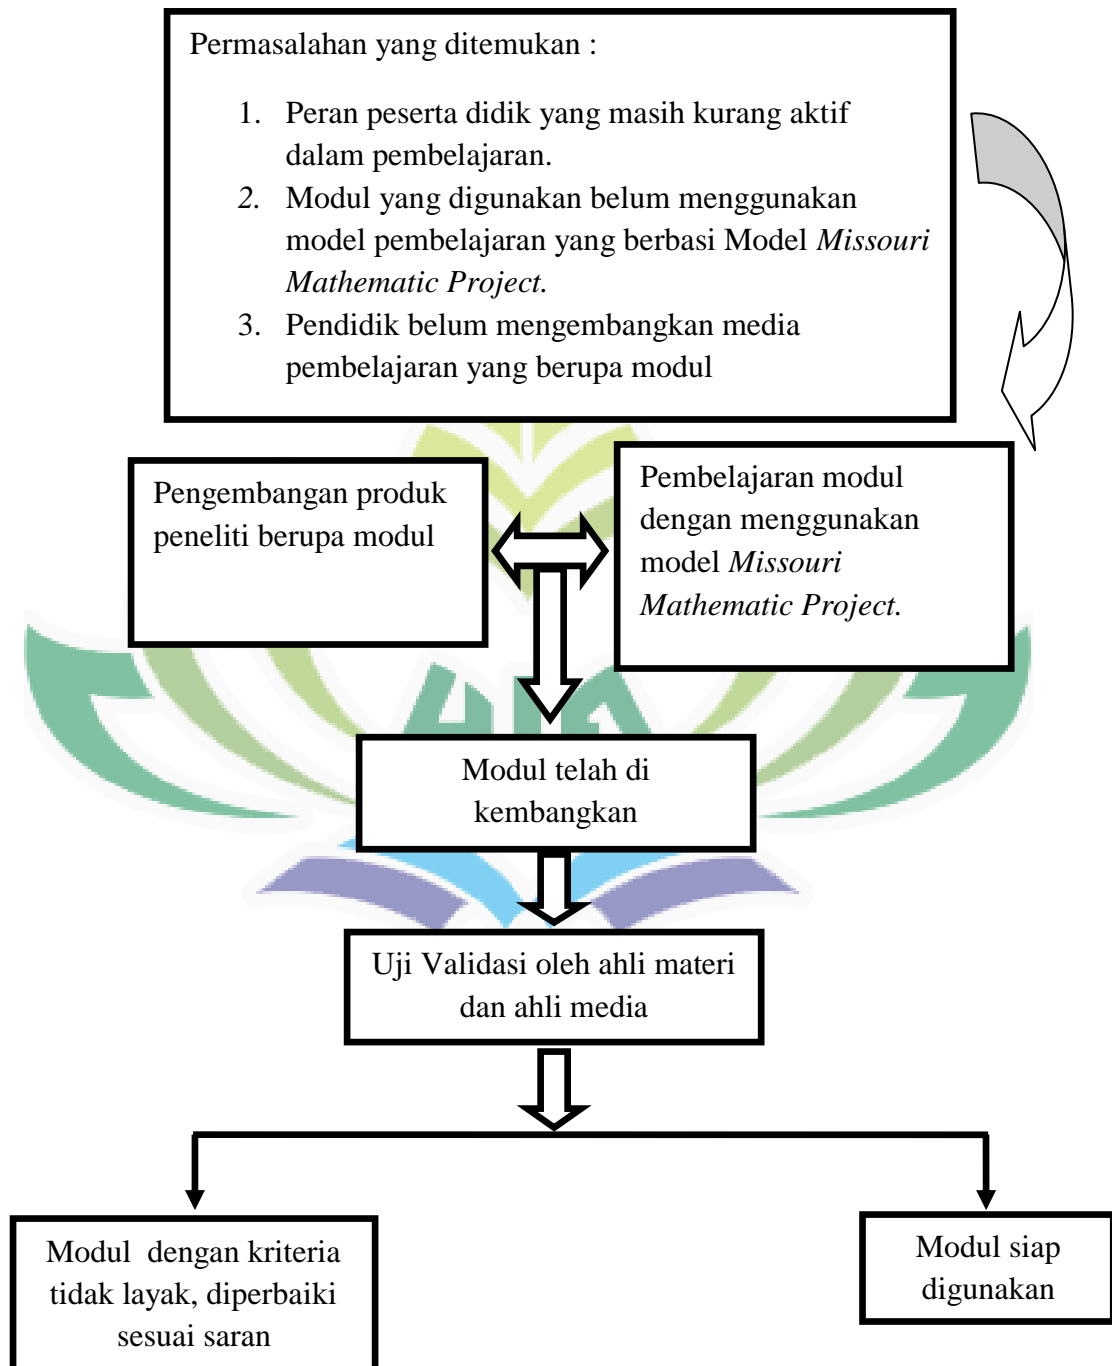 Permasalahan yang ditemukan :
1. Peran peserta didik yang masih kurang aktif
dalam pembelajaran.
2. Modul yang digunakan belum menggunakan
model pembelajaran yang berbasi Model Missouri
Mathematic Project.
3. Pendidik belum mengembangkan media
pembelajaran yang berupa modul
Pengembangan produk
peneliti berupa modul
Pembelajaran modul
dengan menggunakan
model Missouri
Mathematic Project.
Modul telah di
kembangkan
Uji Validasi oleh ahli materi
dan ahli media
Modul dengan kriteria
tidak layak, diperbaiki
sesuai saran
Modul siap
digunakan